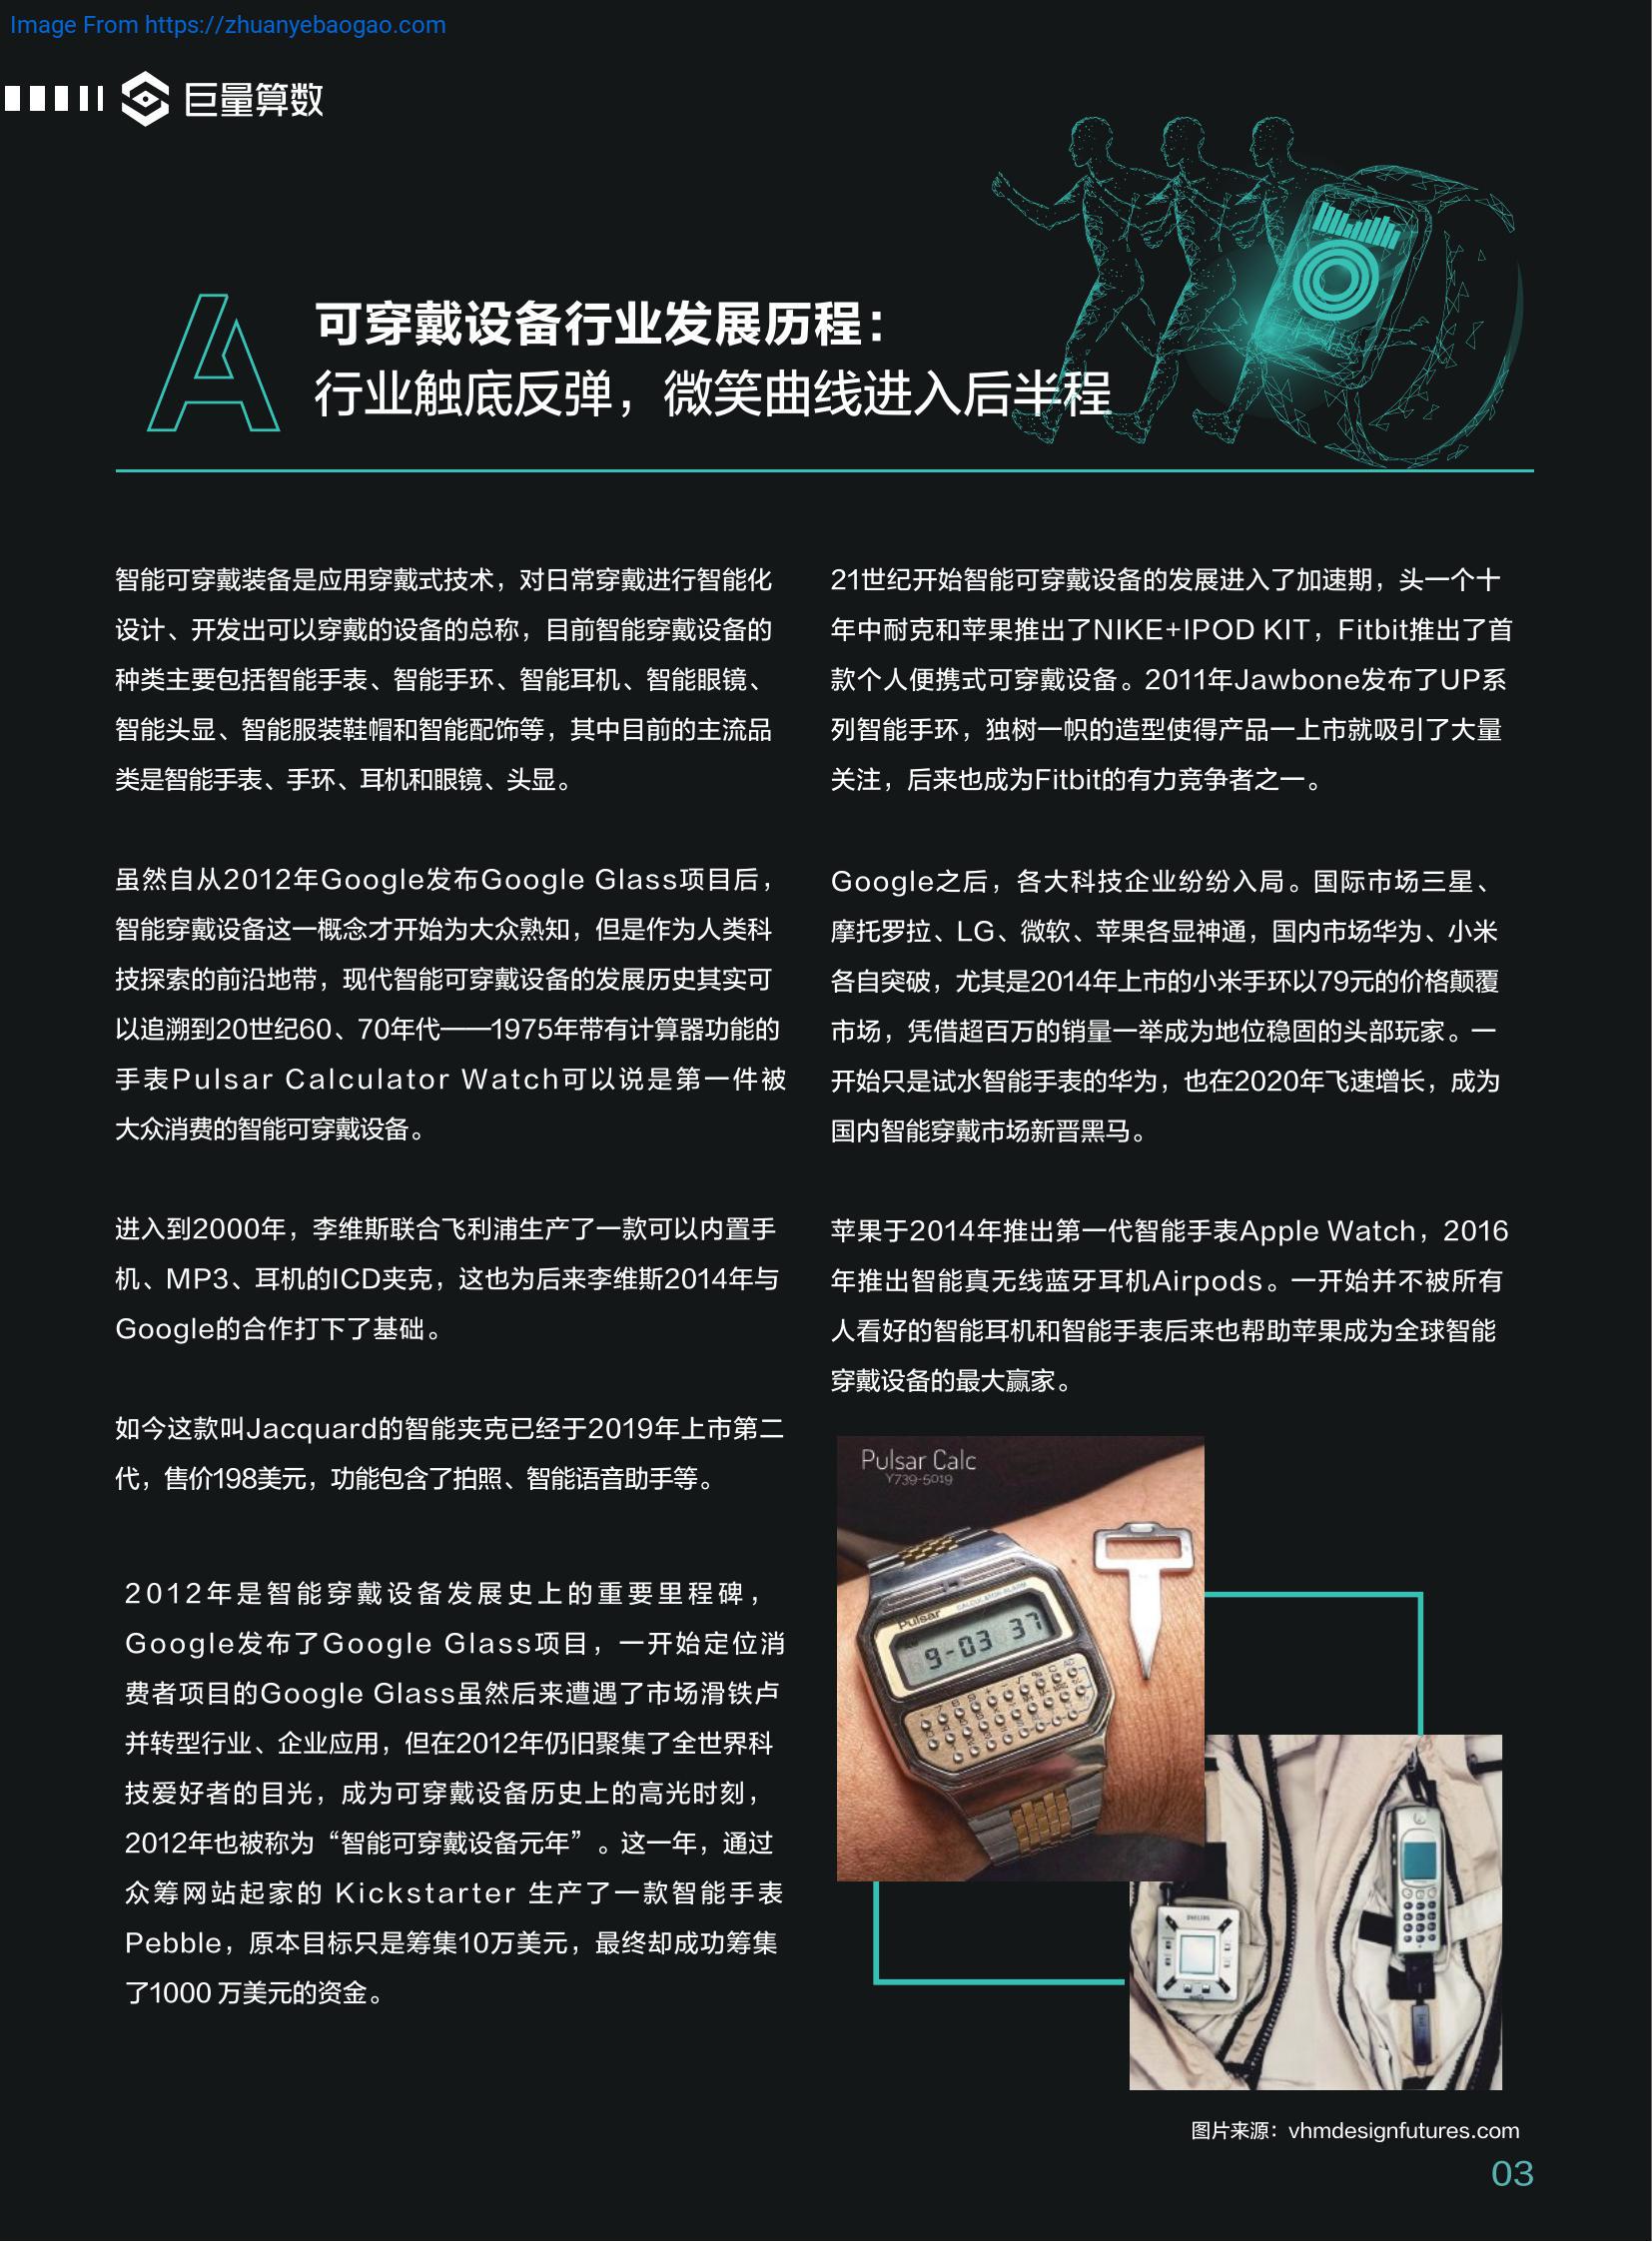 Image From https://zhuanyebaogao.com
巨量算数
A
可穿戴设备行业发展历程：
行业触底反弹，微笑曲线进入后半程
智能可穿戴装备是应用穿戴式技术，对日常穿戴进行智能化
设计、开发出可以穿戴的设备的总称，目前智能穿戴设备的
种类主要包括智能手表、智能手环、智能耳机、智能眼镜、
智能头显、智能服装鞋帽和智能配饰等，其中目前的主流品
类是智能手表、手环、耳机和眼镜、头显。
虽然自从2012年Google发布Google Glass项目后，
智能穿戴设备这一概念才开始为大众熟知，但是作为人类科
技探索的前沿地带，现代智能可穿戴设备的发展历史其实可
以追溯到20世纪60、70年代——1975年带有计算器功能的
手表Pulsar Calculator Watch可以说是第一件被
大众消费的智能可穿戴设备。
进入到2000年，李维斯联合飞利浦生产了一款可以内置手
机、MP3、耳机的ICD夹克，这也为后来李维斯2014年与
Google的合作打下了基础。
如今这款叫Jacquard的智能夹克已经于2019年上市第二
代，售价198美元，功能包含了拍照、智能语音助手等。
2012年是智能穿戴设备发展史上的重要里程碑，
Google发布了Google Glass项目，一开始定位消
费者项目的Google Glass虽然后来遭遇了市场滑铁卢
并转型行业、企业应用，但在2012年仍旧聚集了全世界科
技爱好者的目光，成为可穿戴设备历史上的高光时刻，
2012年也被称为“智能可穿戴设备元年”。这一年，通过
众筹网站起家的 Kickstarter 生产了一款智能手表
Pebble，原本目标只是筹集10万美元，最终却成功筹集
了1000 万美元的资金。
21世纪开始智能可穿戴设备的发展进入了加速期，头一个十
年中耐克和苹果推出了NIKE+IPOD KIT，Fitbit推出了首
款个人便携式可穿戴设备。2011年Jawbone发布了UP系
列智能手环，独树一帜的造型使得产品一上市就吸引了大量
关注，后来也成为Fitbit的有力竞争者之一。
Google之后，各大科技企业纷纷入局。国际市场三星、
摩托罗拉、LG、微软、苹果各显神通，国内市场华为、小米
各自突破，尤其是2014年上市的小米手环以79元的价格颠覆
市场，凭借超百万的销量一举成为地位稳固的头部玩家。一
开始只是试水智能手表的华为，也在2020年飞速增长，成为
国内智能穿戴市场新晋黑马。
苹果于2014年推出第一代智能手表Apple Watch，2016
年推出智能真无线蓝牙耳机Airpods。一开始并不被所有
人看好的智能耳机和智能手表后来也帮助苹果成为全球智能
穿戴设备的最大赢家。
Pulsar Calc
Y739-5019
Pulsar
CALCULATOR-ALARM
9-03 37
PHILIPS
图片来源：vhmdesignfutures.com
03